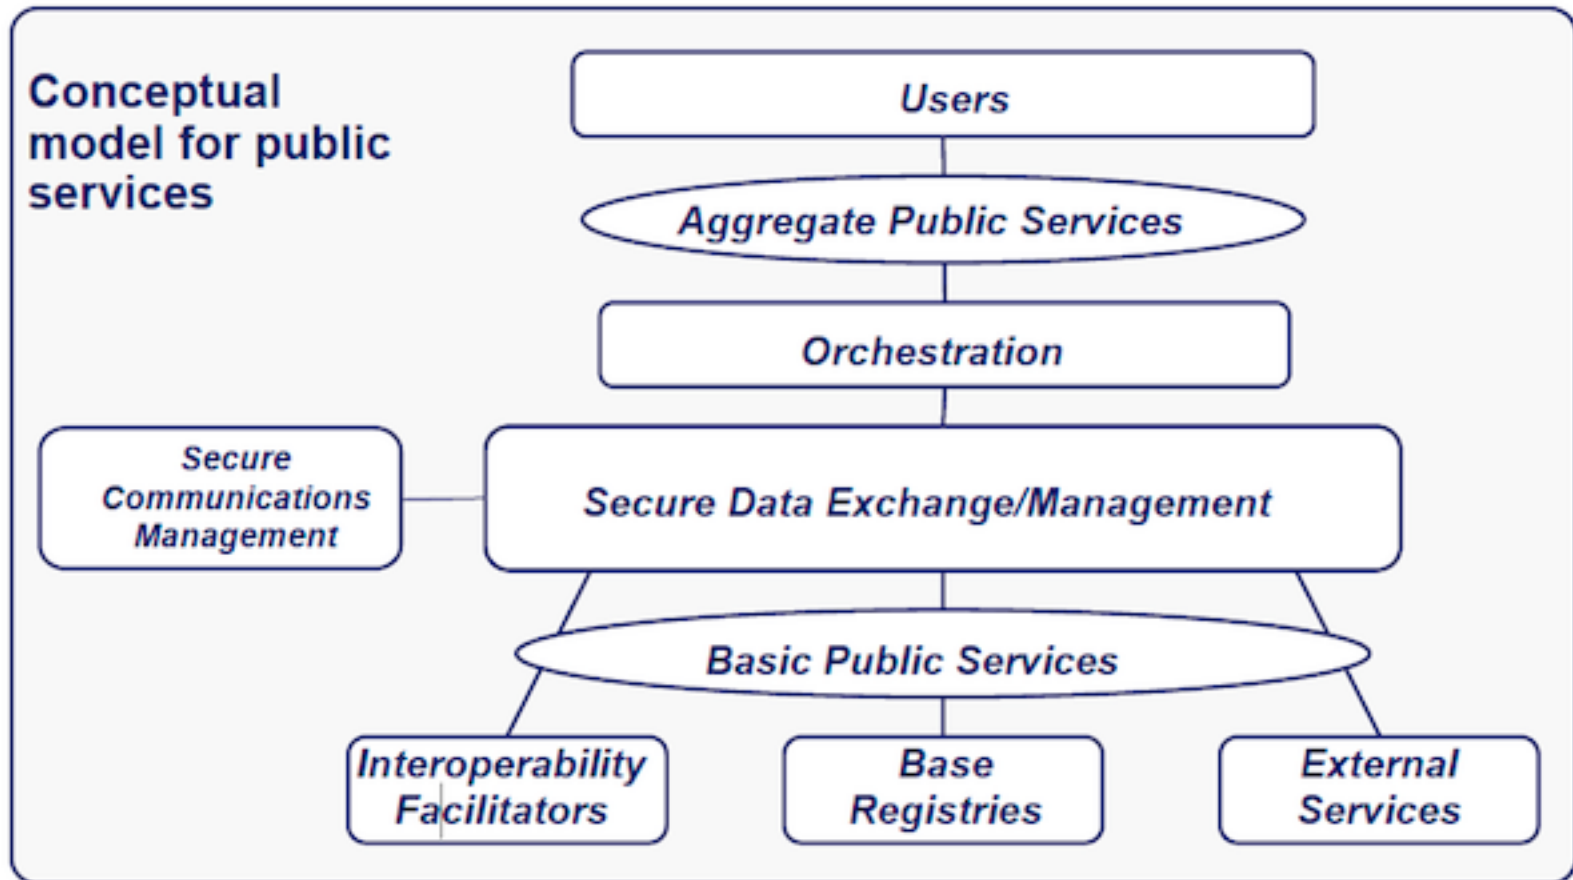 Conceptual
model for public
services
Users
Aggregate Public Services
Orchestration
Secure
Communications
Management
Secure Data Exchange/Management
Basic Public Services
Interoperability
Facilitators
Base
Registries
External
Services